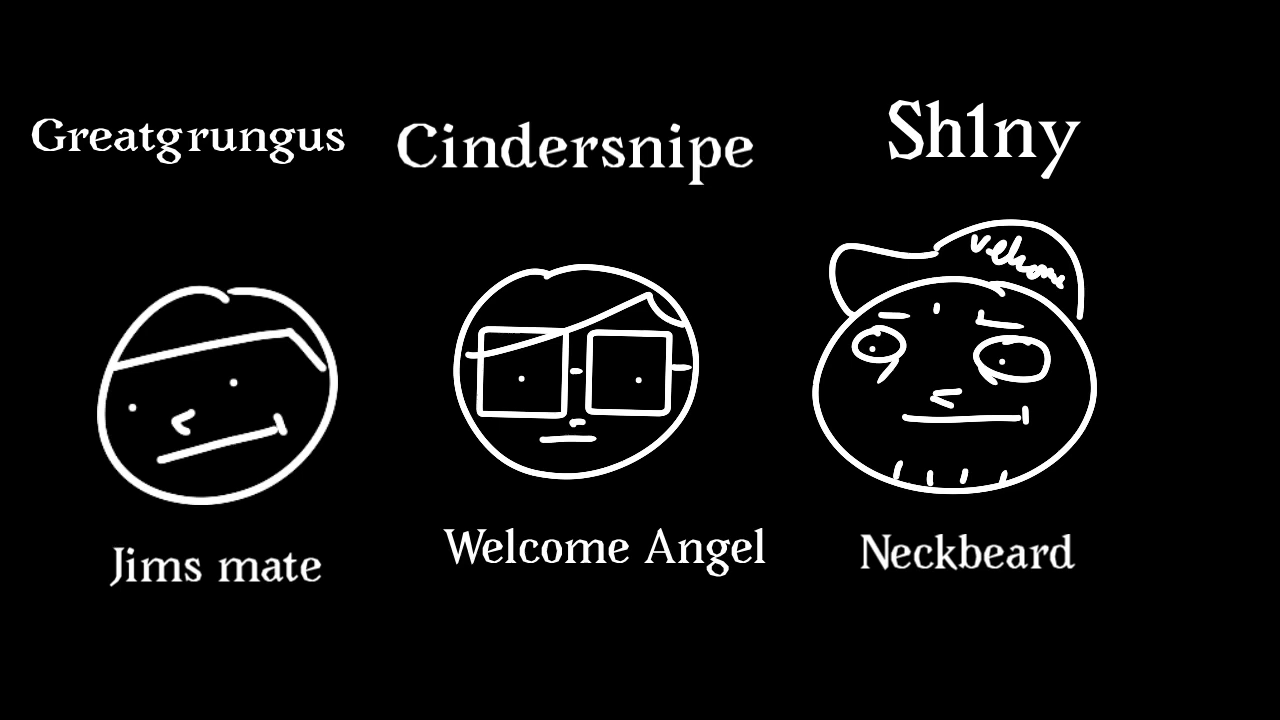 Greatgrungus
Cindersnipe
Sh1ny
Jims mate
Welcome Angel
Neckbeard